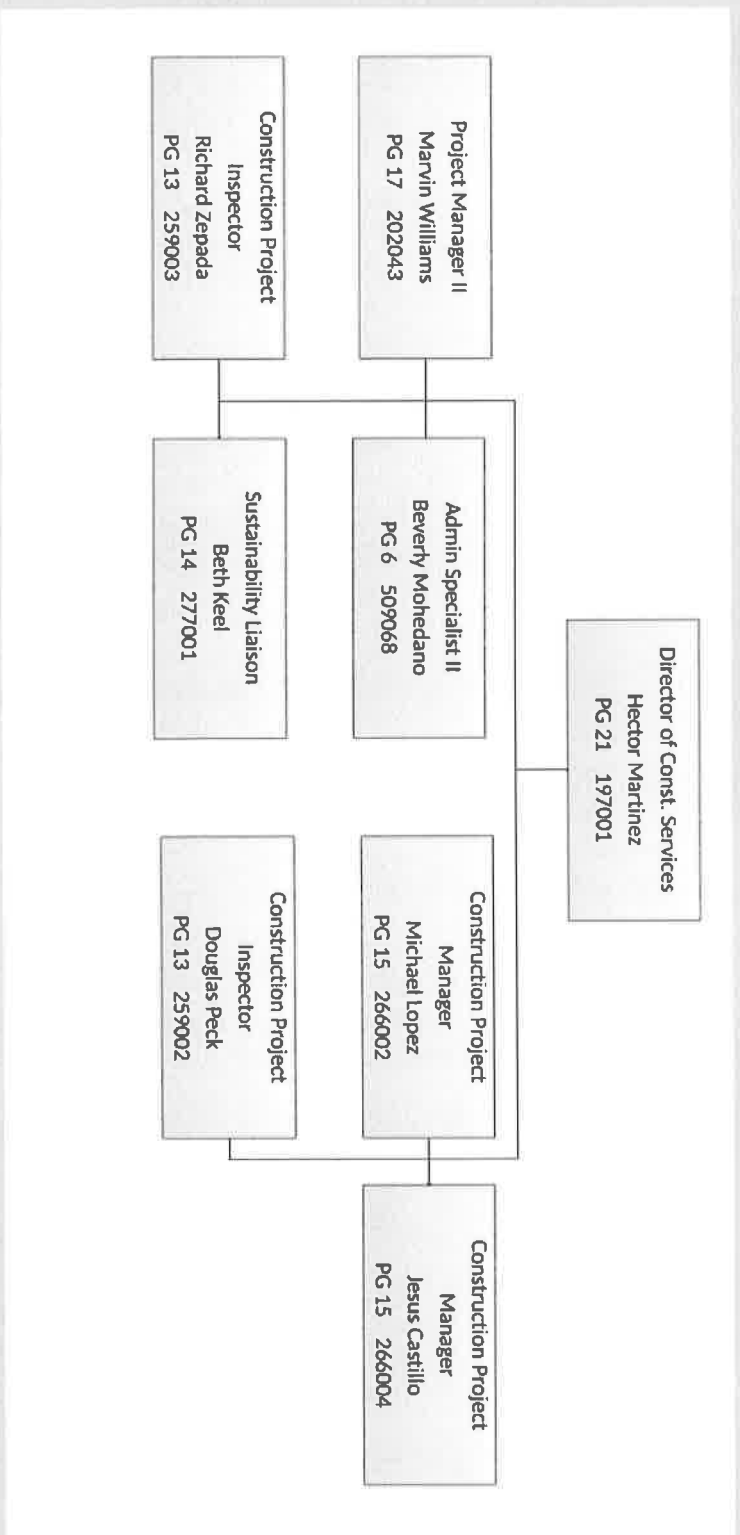 Director of Const. Services
Hector Martinez
PG 21 197001
Project Manager II
Marvin Williams
PG 17 202043
Admin Specialist II
Beverly Mohedano
PG 6 509068
Construction Project
Manager
Michael Lopez
PG 15 266002
Construction Project
Manager
Jesus Castillo
PG 15 266004
Construction Project
Inspector
Richard Zepada
PG 13 259003
Sustainability Liaison
Beth Keel
PG 14 277001
Construction Project
Inspector
Douglas Peck
PG 13 259002